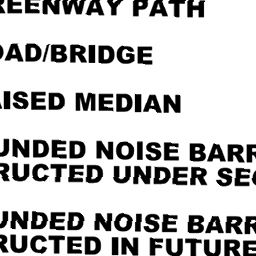 REENWAY PATH
OAD/BRIDGE
AISED MEDIAN
UNDED NOISE BARR
RUCTED UNDER SE
UNDED NOISE BARR
RUCTED IN FUTURE